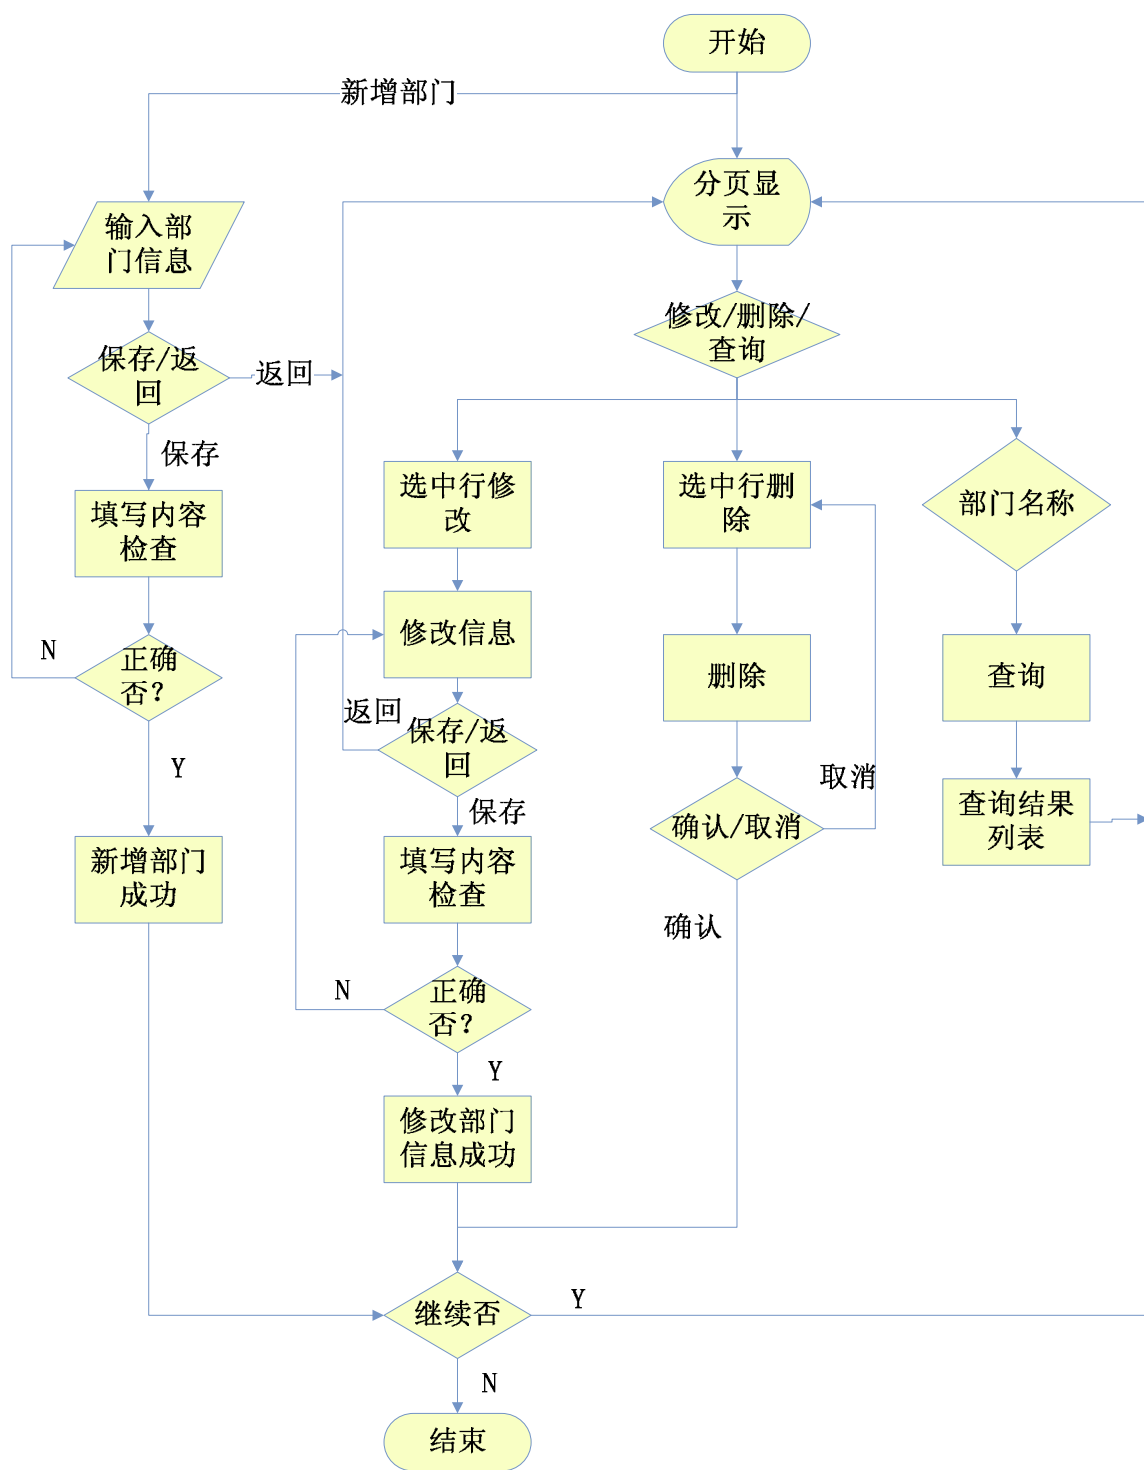 开始
新增部门
分页显
示
输入部
门信息
修改/删除/
查询
保存/返
回
返回
保存
选中行修
改
选中行删
除
部门名称
填写内容
检查
修改信息
删除
查询
N
正确
否?
返回
保存/返
回
取消
Y
保存
确认/取消
查询结果
列表
新增部门
成功
填写内容
检查
确认
N
正确
否?
Y
修改部门
信息成功
继续否
Y
N
结束